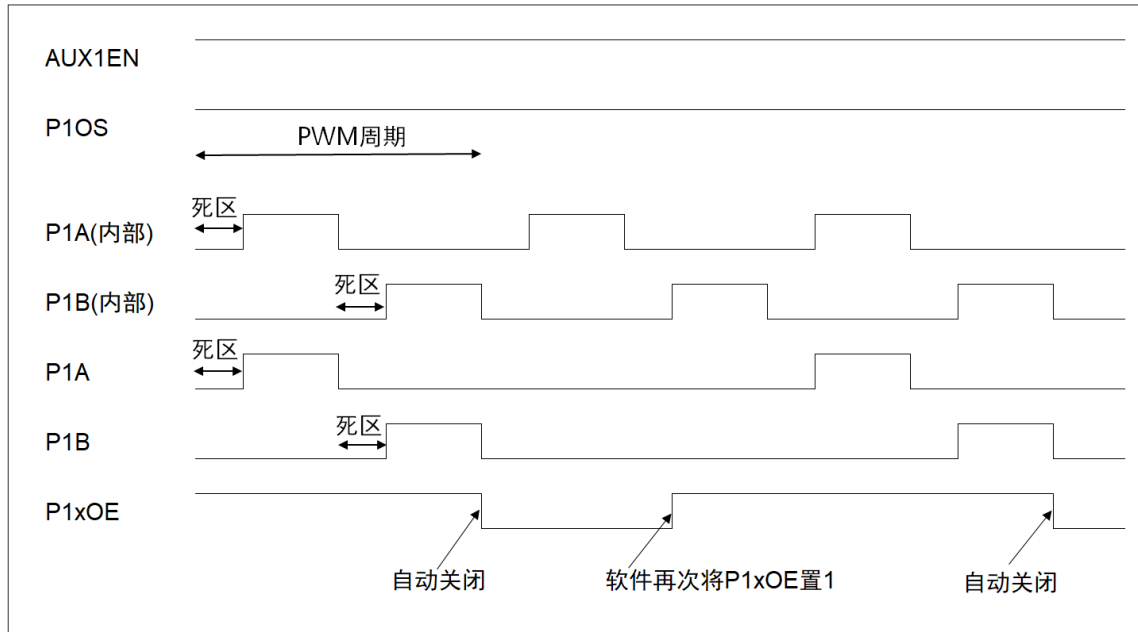 AUX1EN
P1OS
PWM周期
死区
P1A(内部)
死区
P1B(内部)
死区
P1A
死区
P1B
P1xOE
自动关闭
软件再次将P1xOE置1
自动关闭